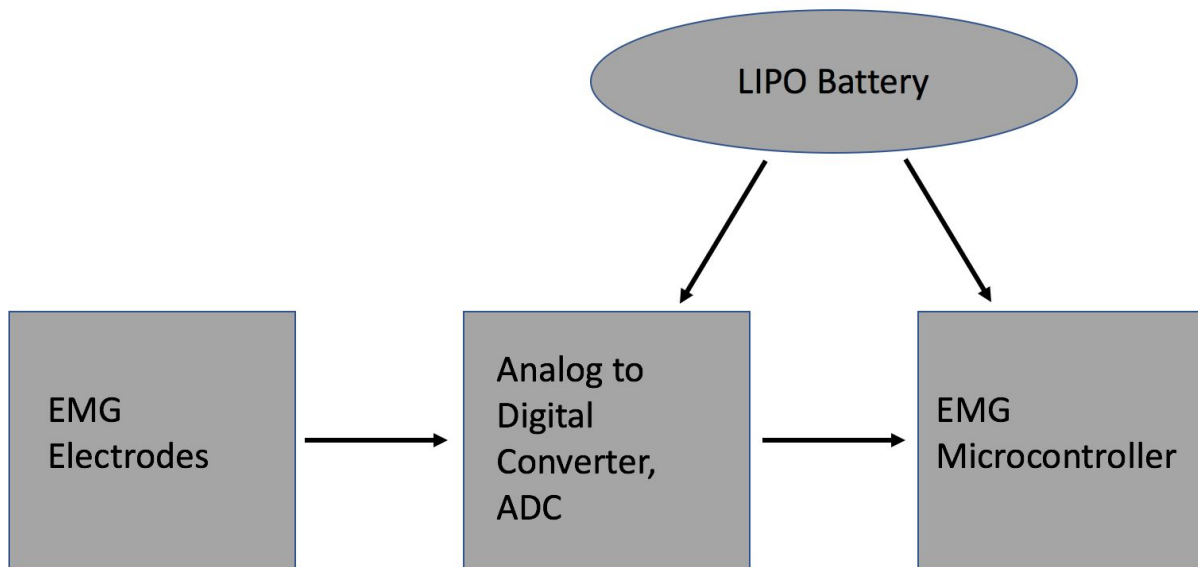 LIPO Battery
EMG
Electrodes
Analog to
Digital
Converter,
ADC
EMG
Microcontroller